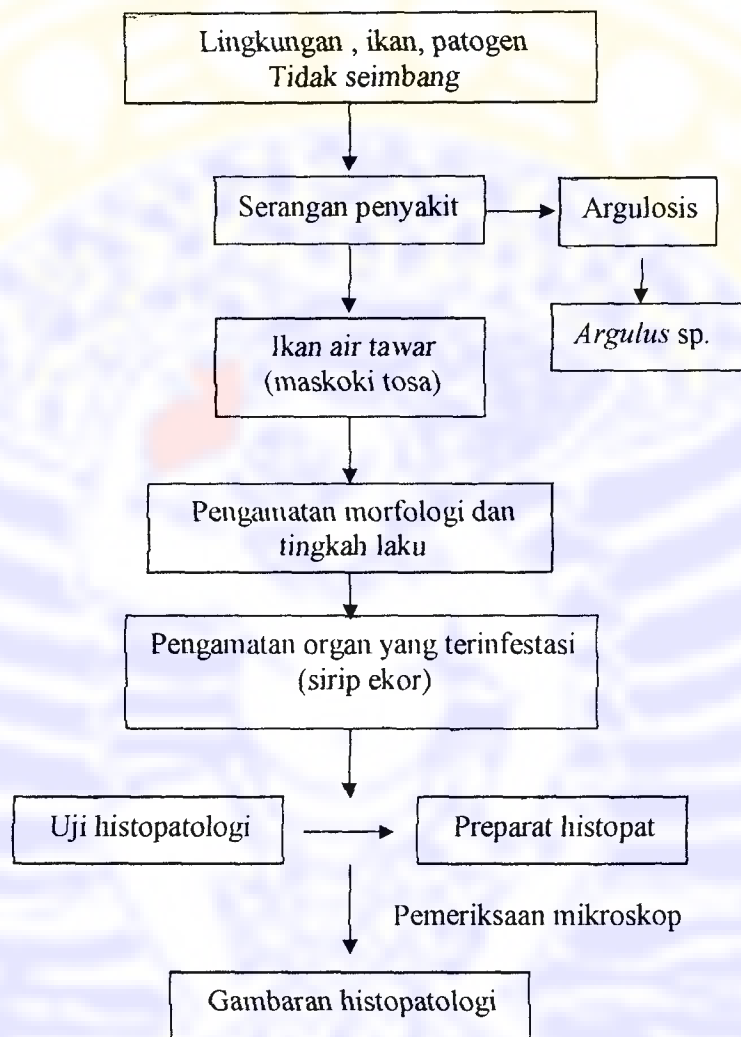 Lingkungan , ikan, patogen
Tidak seimbang
Serangan penyakit
Argulosis
Ikan air tawar
(maskoki tosa)
Argulus sp.
Pengamatan morfologi dan
tingkah laku
Pengamatan organ yang terinfestasi
(sirip ekor)
Uji histopatologi
Preparat histopat
Pemeriksaan mikroskop
Gambaran histopatologi